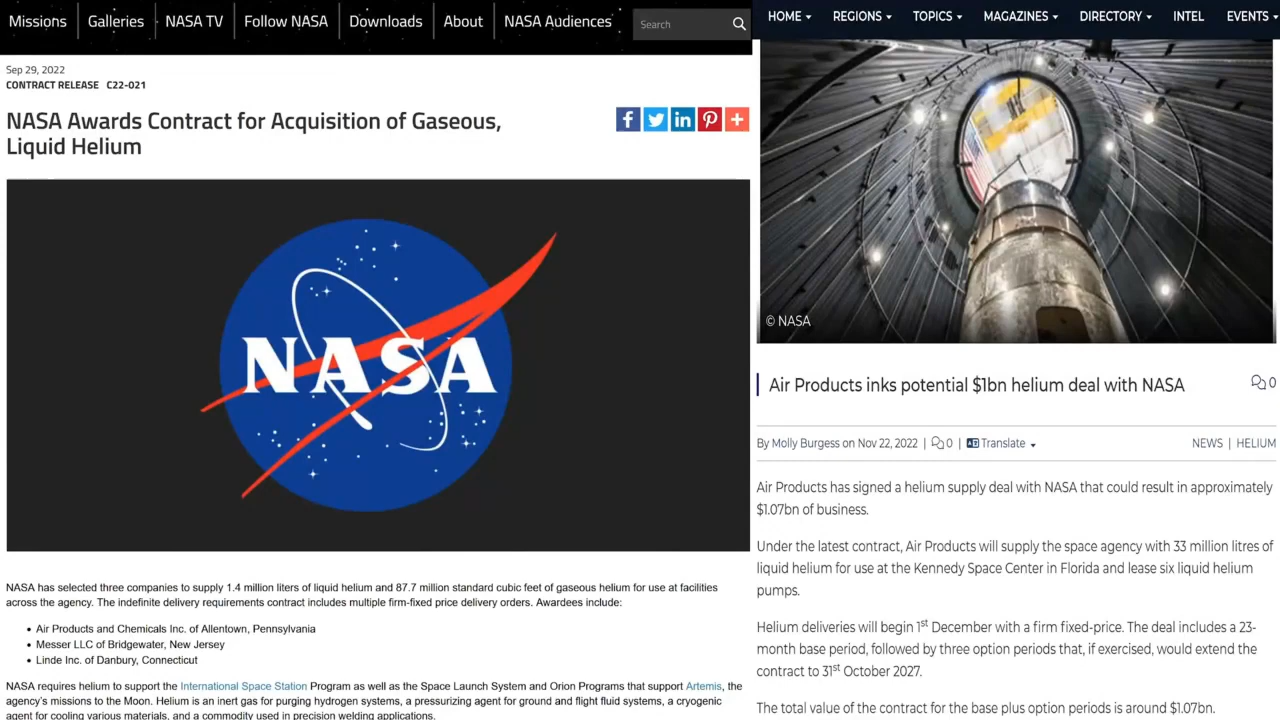 Missions
Galleries
NASA TV
Follow NASA
Downloads
About
NASA Audiences
Search
Sep 29, 2022
CONTRACT RELEASE C22-021
NASA Awards Contract for Acquisition of Gaseous,
Liquid Helium
NASA
NASA has selected three companies to supply 1.4 million liters of liquid helium and 87.7 million standard cubic feet of gaseous helium for use at facilities
across the agency. The indefinite delivery requirements contract includes multiple firm-fixed price delivery orders. Awardees include:
• Air Products and Chemicals Inc. of Allentown, Pennsylvania
• Messer LLC of Bridgewater, New Jersey
• Linde Inc. of Danbury, Connecticut
NASA requires helium to support the International Space Station Program as well as the Space Launch System and Orion Programs that support Artemis, the
agency's missions to the Moon. Helium is an inert gas for purging hydrogen systems, a pressurizing agent for ground and flight fluid systems, a cryogenic
agent for cooling various materials, and a commodity used in precision welding applications.
HOME
REGIONS
TOPICS
MAGAZINES
DIRECTORY
INTEL
EVENTS
© NASA
Air Products inks potential $1bn helium deal with NASA
0
By Molly Burgess on Nov 22, 2022 | 0 | Translate
NEWS | HELIUM
Air Products has signed a helium supply deal with NASA that could result in approximately
$1.07bn of business.
Under the latest contract, Air Products will supply the space agency with 33 million litres of
liquid helium for use at the Kennedy Space Center in Florida and lease six liquid helium
pumps.
Helium deliveries will begin 1st December with a firm fixed-price. The deal includes a 23-
month base period, followed by three option periods that, if exercised, would extend the
contract to 31st October 2027.
The total value of the contract for the base plus option periods is around $1.07bn.